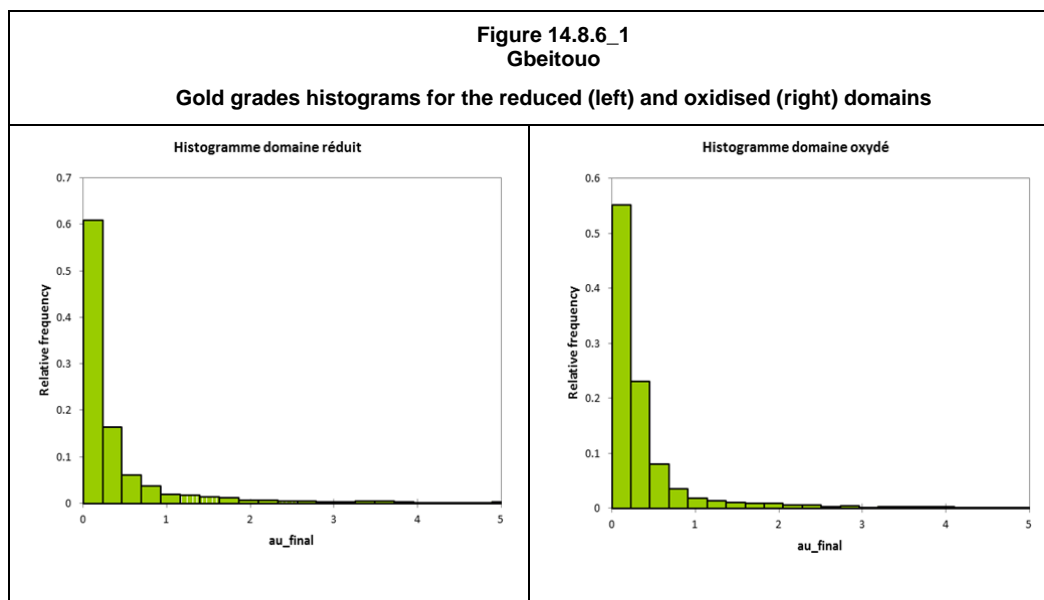 Figure 14.8.6_1
Gbeitouo
Gold grades histograms for the reduced (left) and oxidised (right) domains
Histogramme domaine réduit
0.7
0.6
0.5
0.4
0.3
0.2
0.1
0
Relative frequency
0 1 2 3 4 5
au_final
Histogramme domaine oxydé
0.6
0.5
0.4
0.3
0.2
0.1
0
Relative frequency
0 1 2 3 4 5
au_final